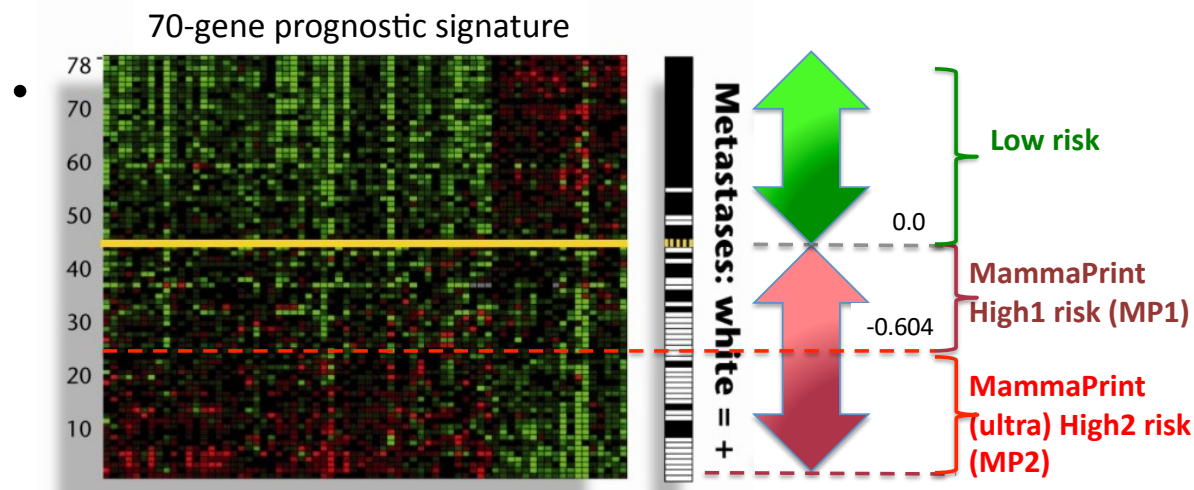 70-gene prognostic signature
•
78
70
60
50
40
30
20
10
Metastases: white = +
0.0
-0.604
Low risk
MammaPrint
High1 risk (MP1)
MammaPrint
(ultra) High2 risk
(MP2)